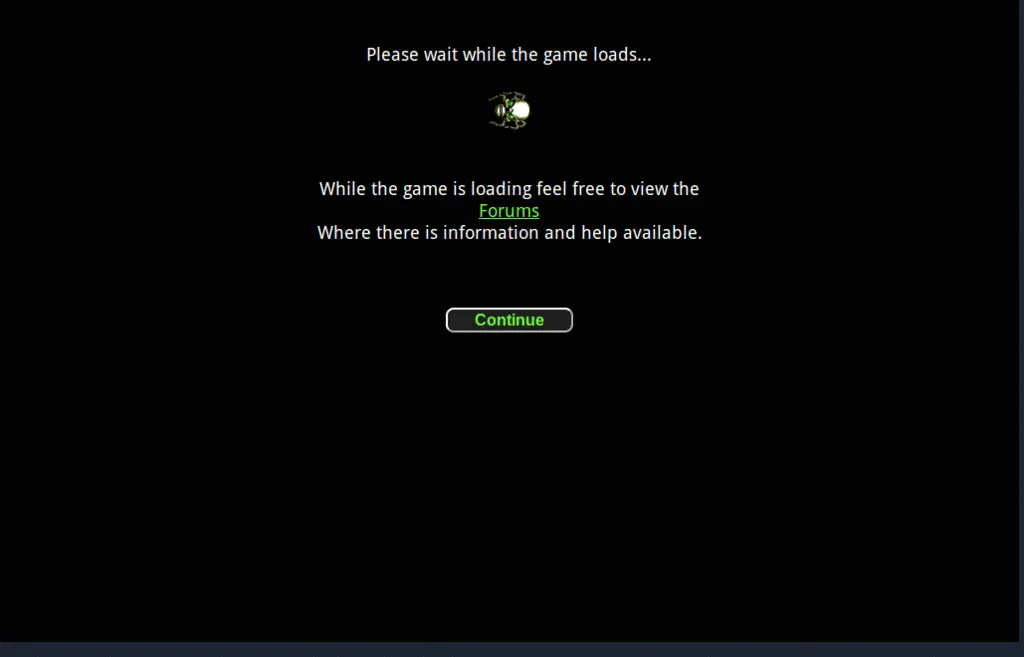 Please wait while the game loads...
While the game is loading feel free to view the
Forums
Where there is information and help available.
Continue